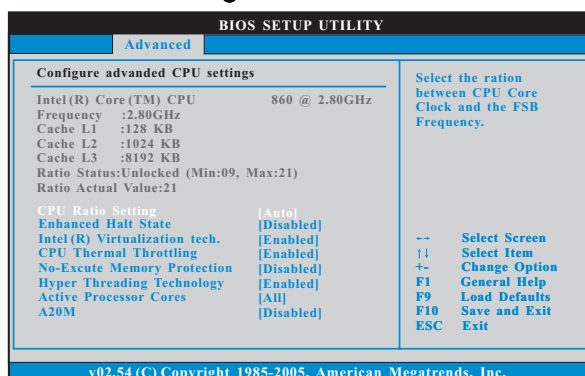 BIOS SETUP UTILITY
Advanced
Configure advanded CPU settings
Intel(R) Core(TM) CPU 860 @ 2.80GHz
Frequency :2.80GHz
Cache L1 :128 KB
Cache L2 :1024 KB
Cache L3 :8192 KB
Ratio Status:Unlocked (Min:09, Max:21)
Ratio Actual Value:21
CPU Ratio Setting [Auto]
Enhanced Halt State [Disabled]
Intel(R) Virtualization tech. [Enabled]
CPU Thermal Throttling [Enabled]
No-Excute Memory Protection [Disabled]
Hyper Threading Technology [Enabled]
Active Processor Cores [All]
A20M [Disabled]
Select the ration
between CPU Core
Clock and the FSB
Frequency.
←→ Select Screen
↑↓ Select Item
+- Change Option
F1 General Help
F9 Load Defaults
F10 Save and Exit
ESC Exit
v02.54 (C) Copyright 1985-2005, American Megatrends, Inc.